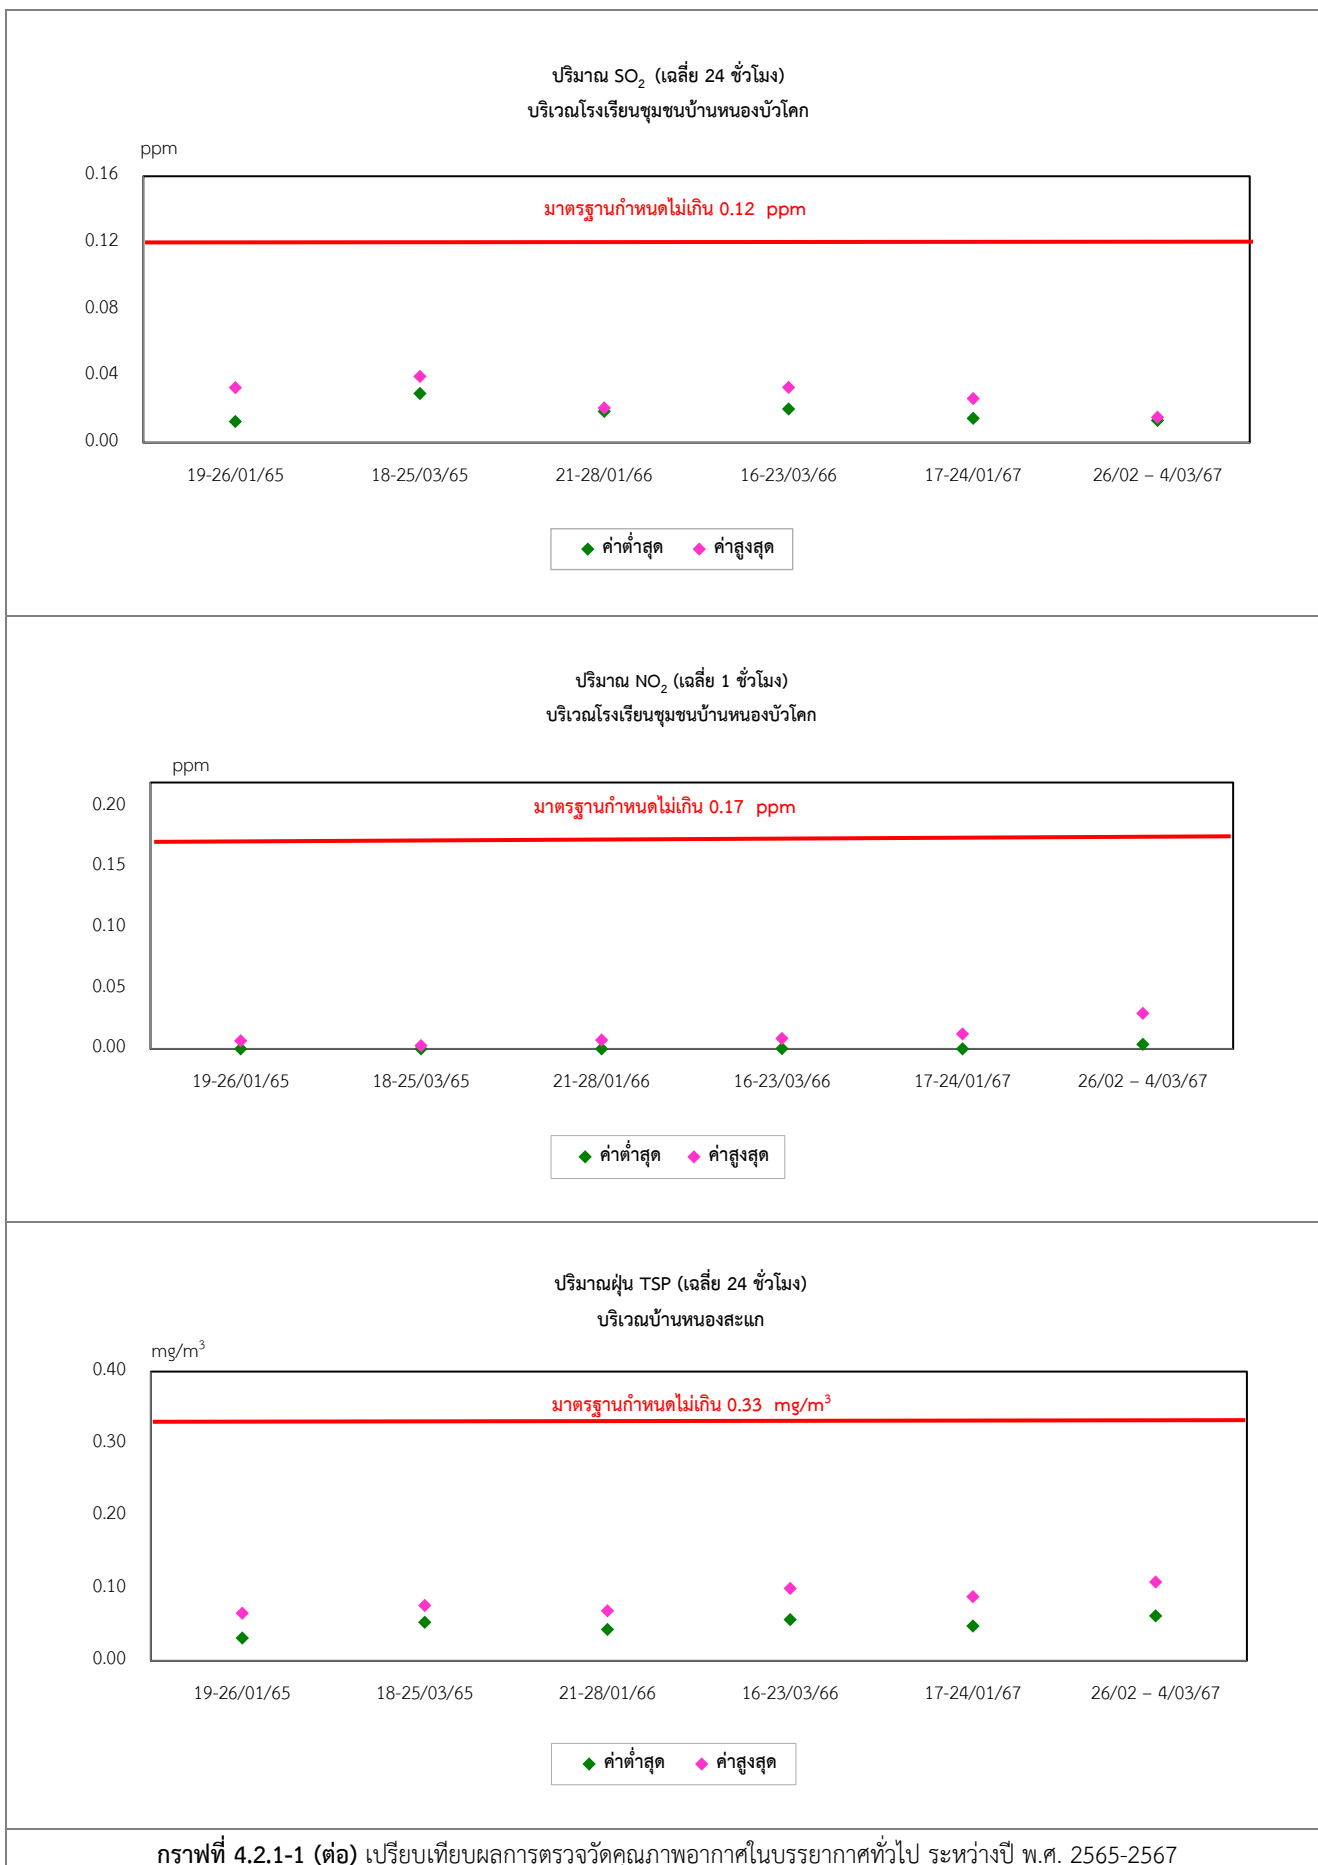 ปริมาณ SO2 (เฉลี่ย 24 ชั่วโมง)
บริเวณโรงเรียนชุมชนบ้านหนองบัวโคก
ppm
0.16
มาตรฐานกำหนดไม่เกิน 0.12 ppm
0.12
0.08
0.04
0.00
19-26/01/65 18-25/03/65 21-28/01/66 16-23/03/66 17-24/01/67 26/02 – 4/03/67
ค่าต่ำสุด ค่าสูงสุด
ปริมาณ NO2 (เฉลี่ย 1 ชั่วโมง)
บริเวณโรงเรียนชุมชนบ้านหนองบัวโคก
ppm
0.20 มาตรฐานกำหนดไม่เกิน 0.17 ppm
0.15
0.10
0.05
0.00
19-26/01/65 18-25/03/65 21-28/01/66 16-23/03/66 17-24/01/67 26/02 – 4/03/67
ค่าต่ำสุด ค่าสูงสุด
ปริมาณฝุ่น TSP (เฉลี่ย 24 ชั่วโมง)
บริเวณบ้านหนองสะแก
mg/m3
0.40
มาตรฐานกำหนดไม่เกิน 0.33 mg/m3
0.30
0.20
0.10
0.00
19-26/01/65 18-25/03/65 21-28/01/66 16-23/03/66 17-24/01/67 26/02 – 4/03/67
ค่าต่ำสุด ค่าสูงสุด
กราฟที่ 4.2.1-1 (ต่อ) เปรียบเทียบผลการตรวจวัดคุณภาพอากาศในบรรยากาศทั่วไป ระหว่างปี พ.ศ. 2565-2567